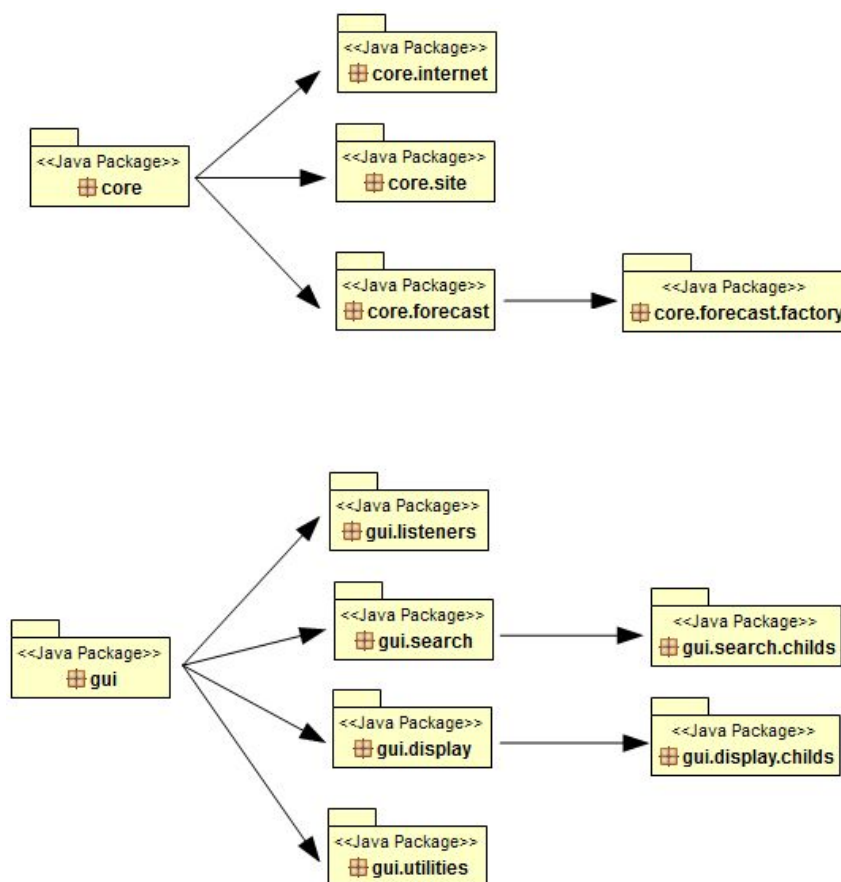 <<Java Package>>
core.internet
<<Java Package>>
core
<<Java Package>>
core.site
<<Java Package>>
core.forecast
<<Java Package>>
core.forecast.factory
<<Java Package>>
gui.listeners
<<Java Package>>
gui.search
<<Java Package>>
gui.search.childs
<<Java Package>>
gui
<<Java Package>>
gui.display
<<Java Package>>
gui.display.childs
<<Java Package>>
gui.utilities